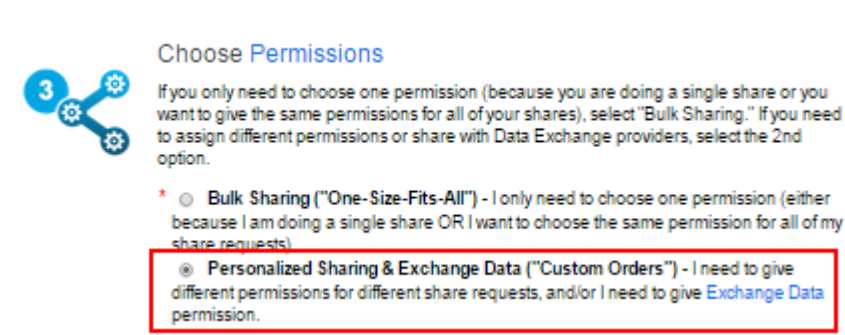 Choose Permissions
3
If you only need to choose one permission (because you are doing a single share or you
want to give the same permissions for all of your shares), select "Bulk Sharing." If you need
to assign different permissions or share with Data Exchange providers, select the 2nd
option.
* Bulk Sharing ("One-Size-Fits-All") - I only need to choose one permission (either
because I am doing a single share OR I want to choose the same permission for all of my
share requests)
Personalized Sharing & Exchange Data ("Custom Orders") - I need to give
different permissions for different share requests, and/or I need to give Exchange Data
permission.